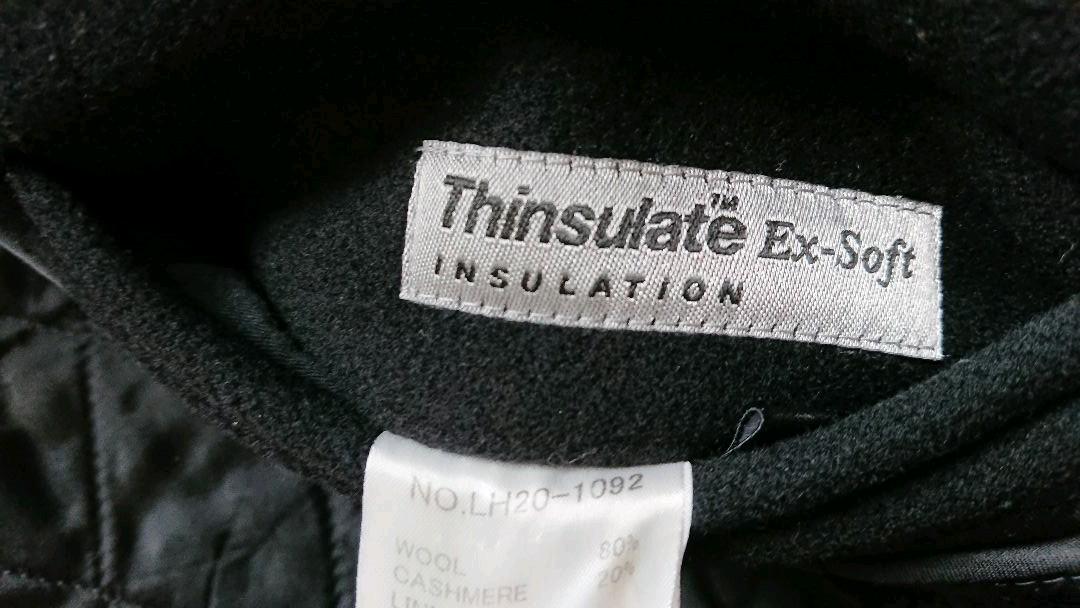 Thinsulate™ Ex-Soft
INSULATION
NO.LH20-1092
WOOL 80%
CASHMERE 20%